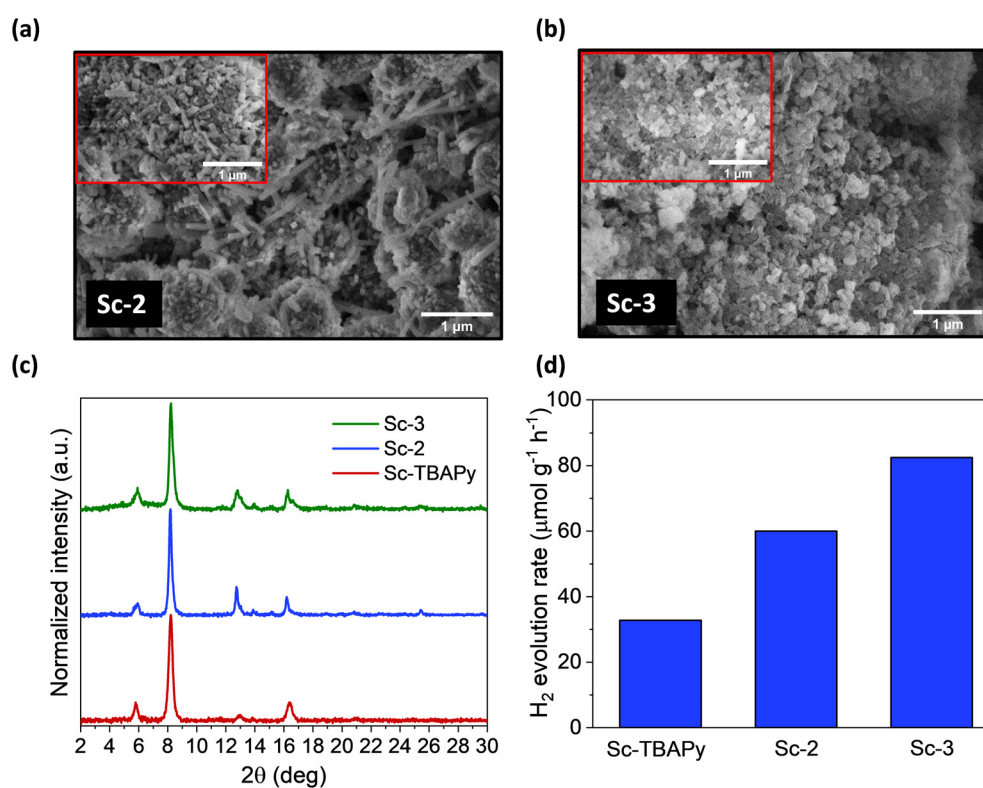 (a)
1 μm
Sc-2
1 μm
(b)
1 μm
Sc-3
1 μm
(c)
Normalized intensity (a.u.)
Sc-3
Sc-2
Sc-TBAPy
2 4 6 8 10 12 14 16 18 20 22 24 26 28 30
2θ (deg)
(d)
H₂ evolution rate (μmol g⁻¹ h⁻¹)
100
80
60
40
20
0
Sc-TBAPy Sc-2 Sc-3